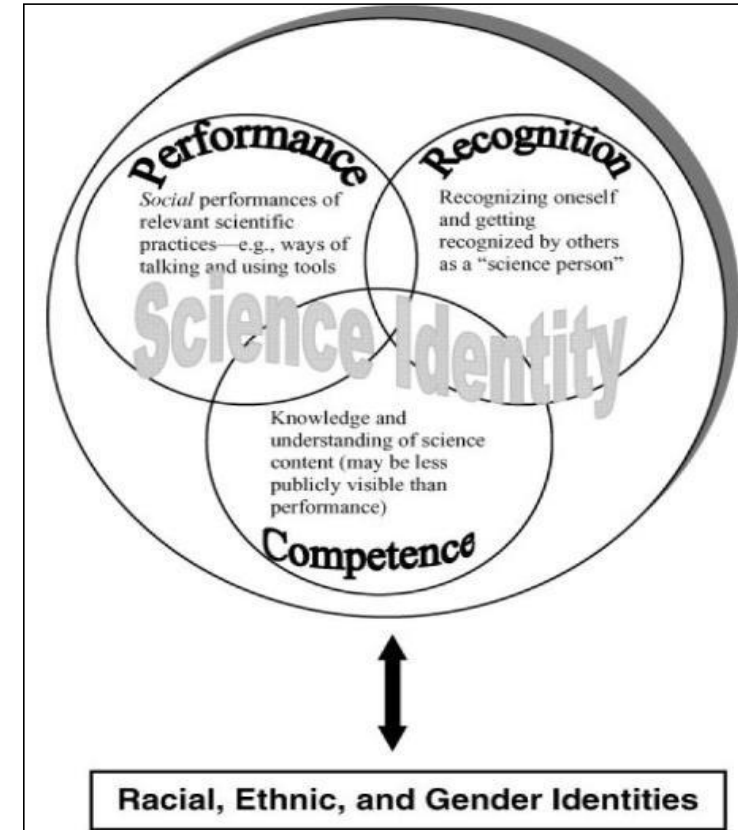 Performance
Social performances of
relevant scientific
practices—e.g., ways of
talking and using tools
Recognition
Recognizing oneself
and getting
recognized by others
as a “science person”
Science Identity
Knowledge and
understanding of science
content (may be less
publicly visible than
performance)
Competence
Racial, Ethnic, and Gender Identities